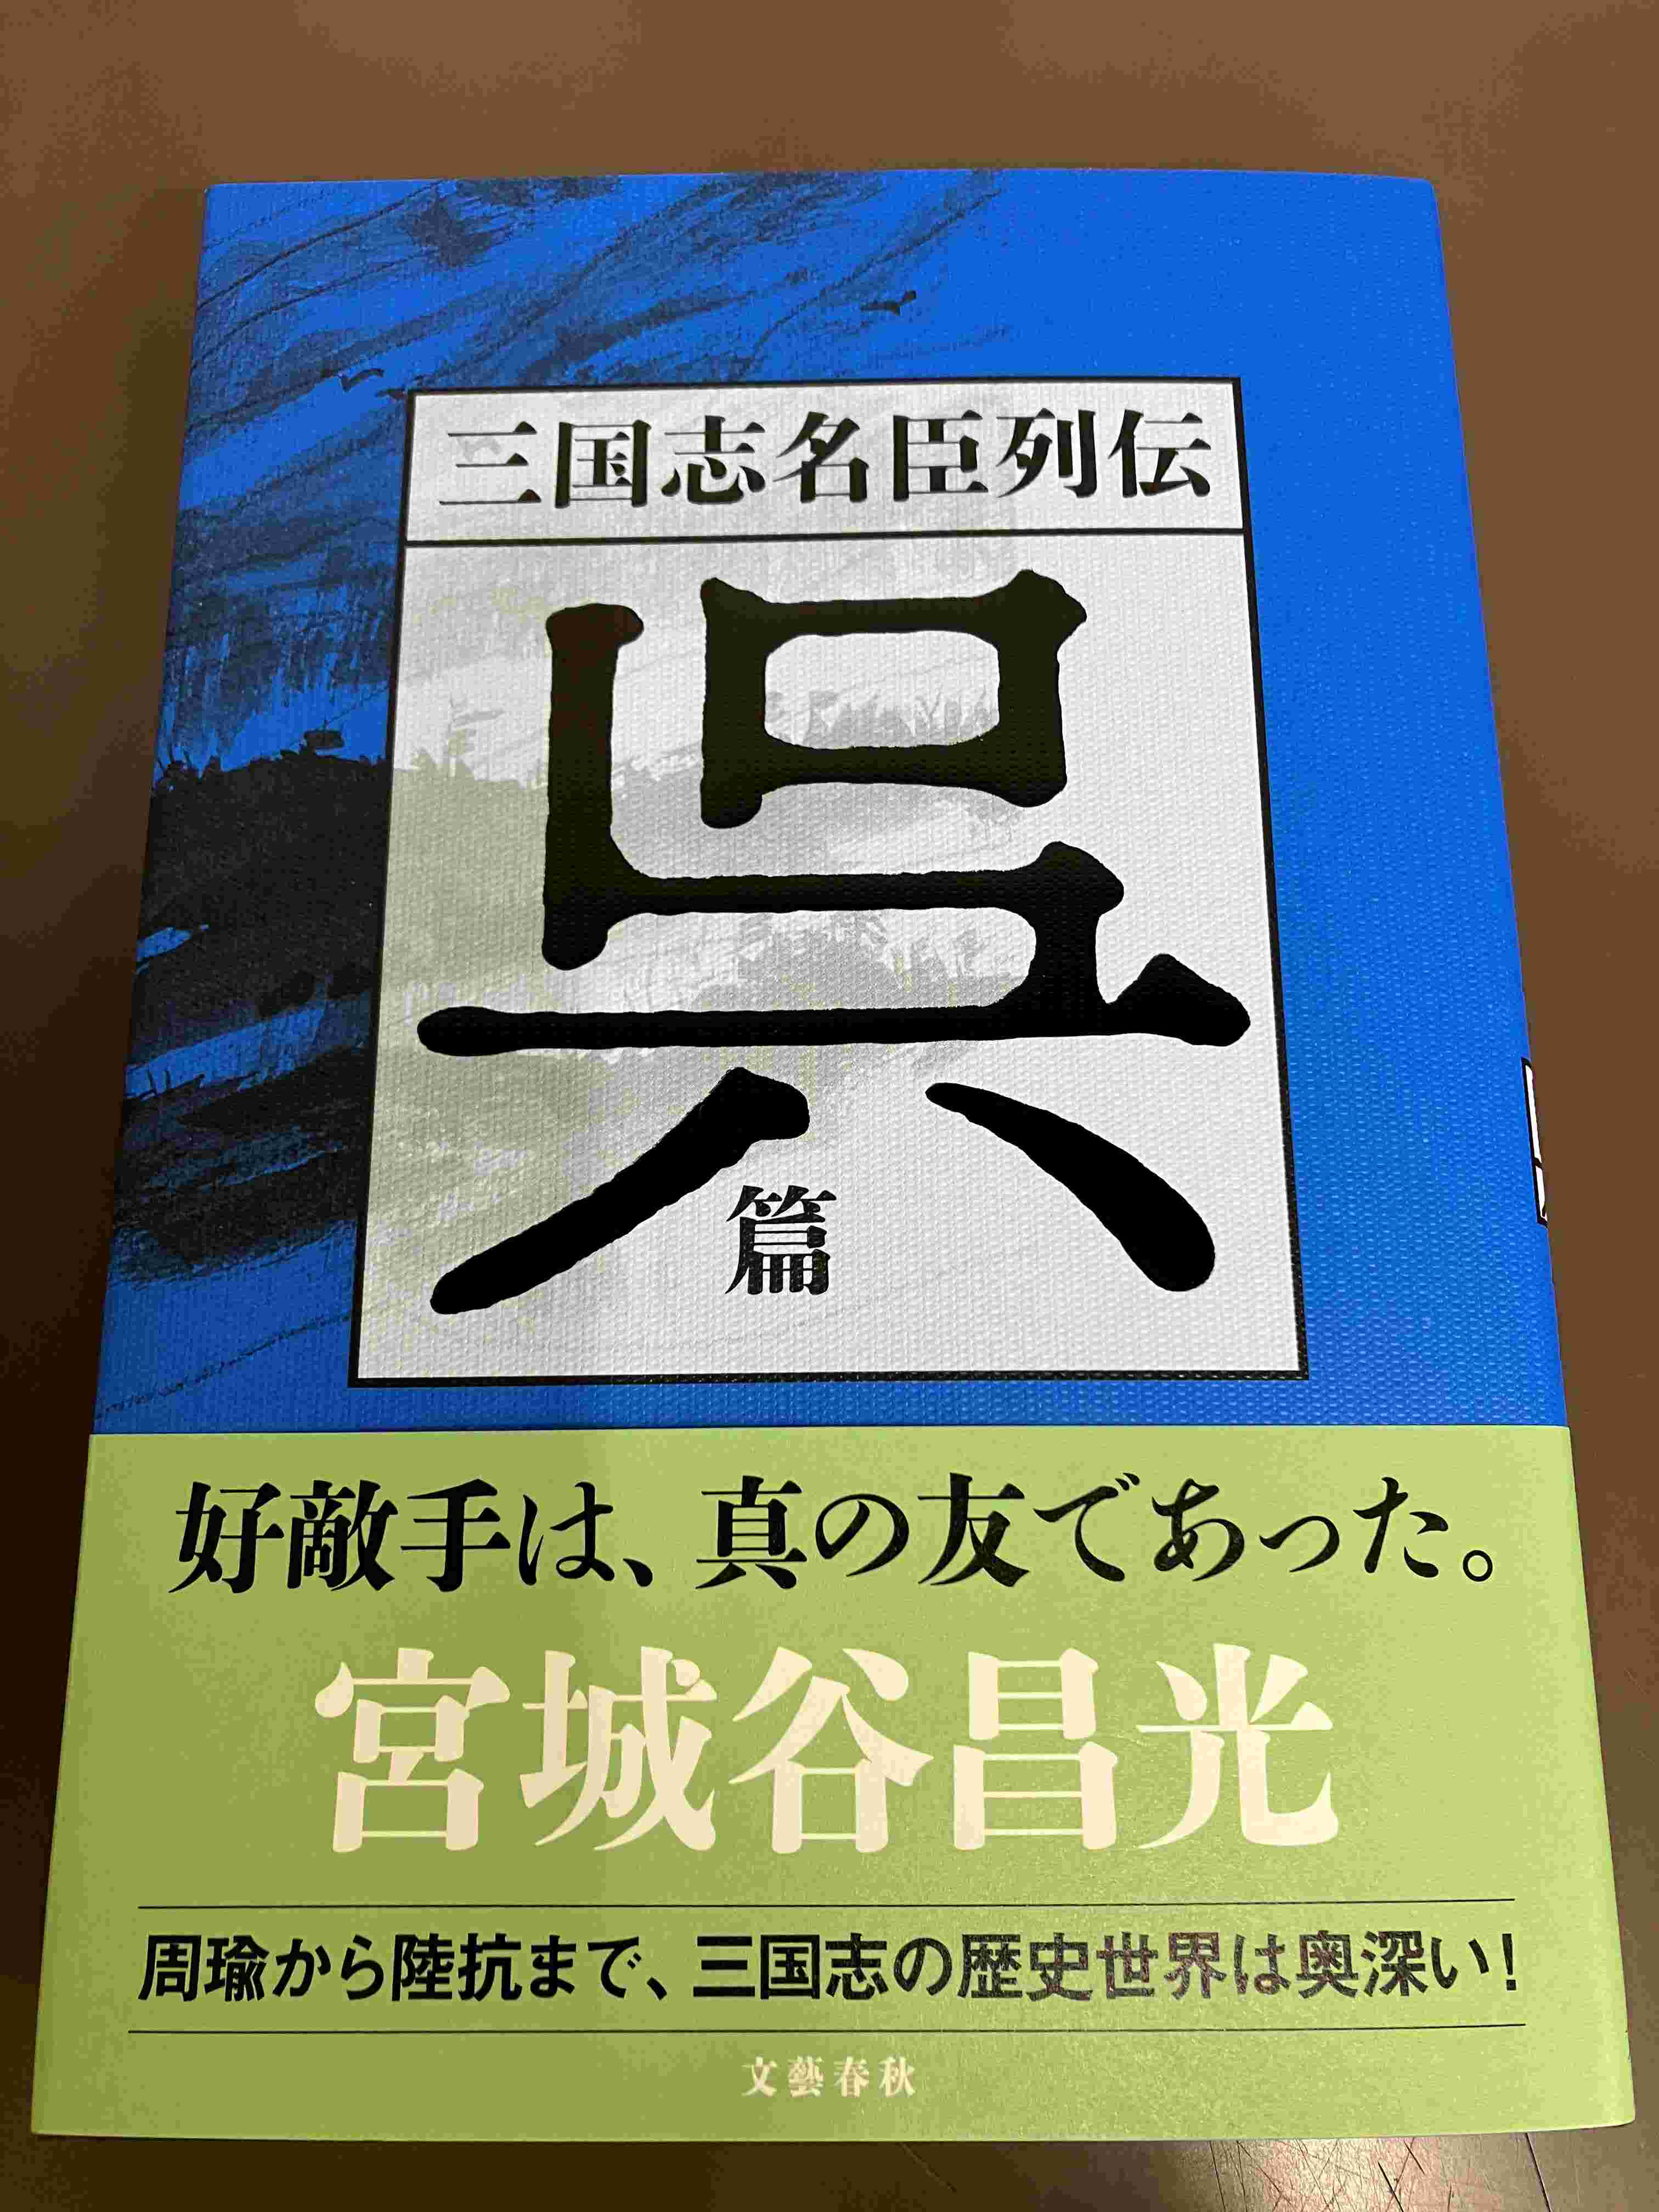 三国志名臣列伝
呉
篇
好敵手は、真の友であった。
宮城谷昌光
周瑜から陸抗まで、三国志の歴史世界は奥深い!
文藝春秋